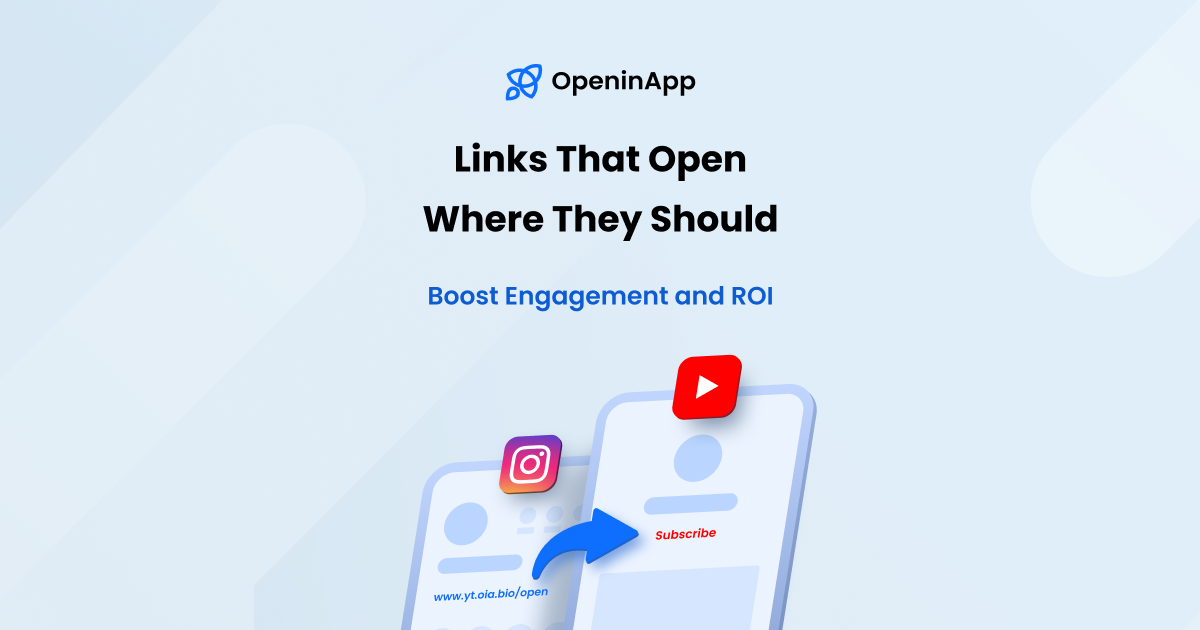 OpeninApp
Links That Open
Where They Should
Boost Engagement and ROI
Subscribe
www.yt.oia.bio/open